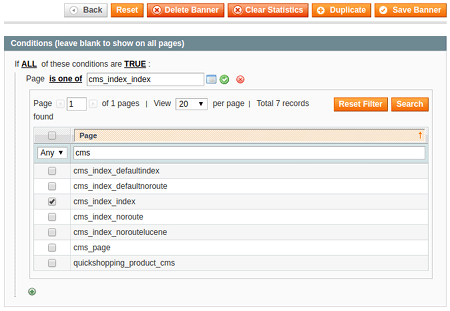 Back Reset Delete Banner Clear Statistics Duplicate Save Banner
Conditions (leave blank to show on all pages)
If ALL of these conditions are TRUE :
Page is one of cms_index_index
Page 1 of 1 pages | View 20 per page | Total 7 records
found
Reset Filter Search
Page
Any cms
cms_index_defaultindex
cms_index_defaultnoroute
cms_index_index
cms_index_noroute
cms_index_noroutelucene
cms_page
quickshopping_product_cms